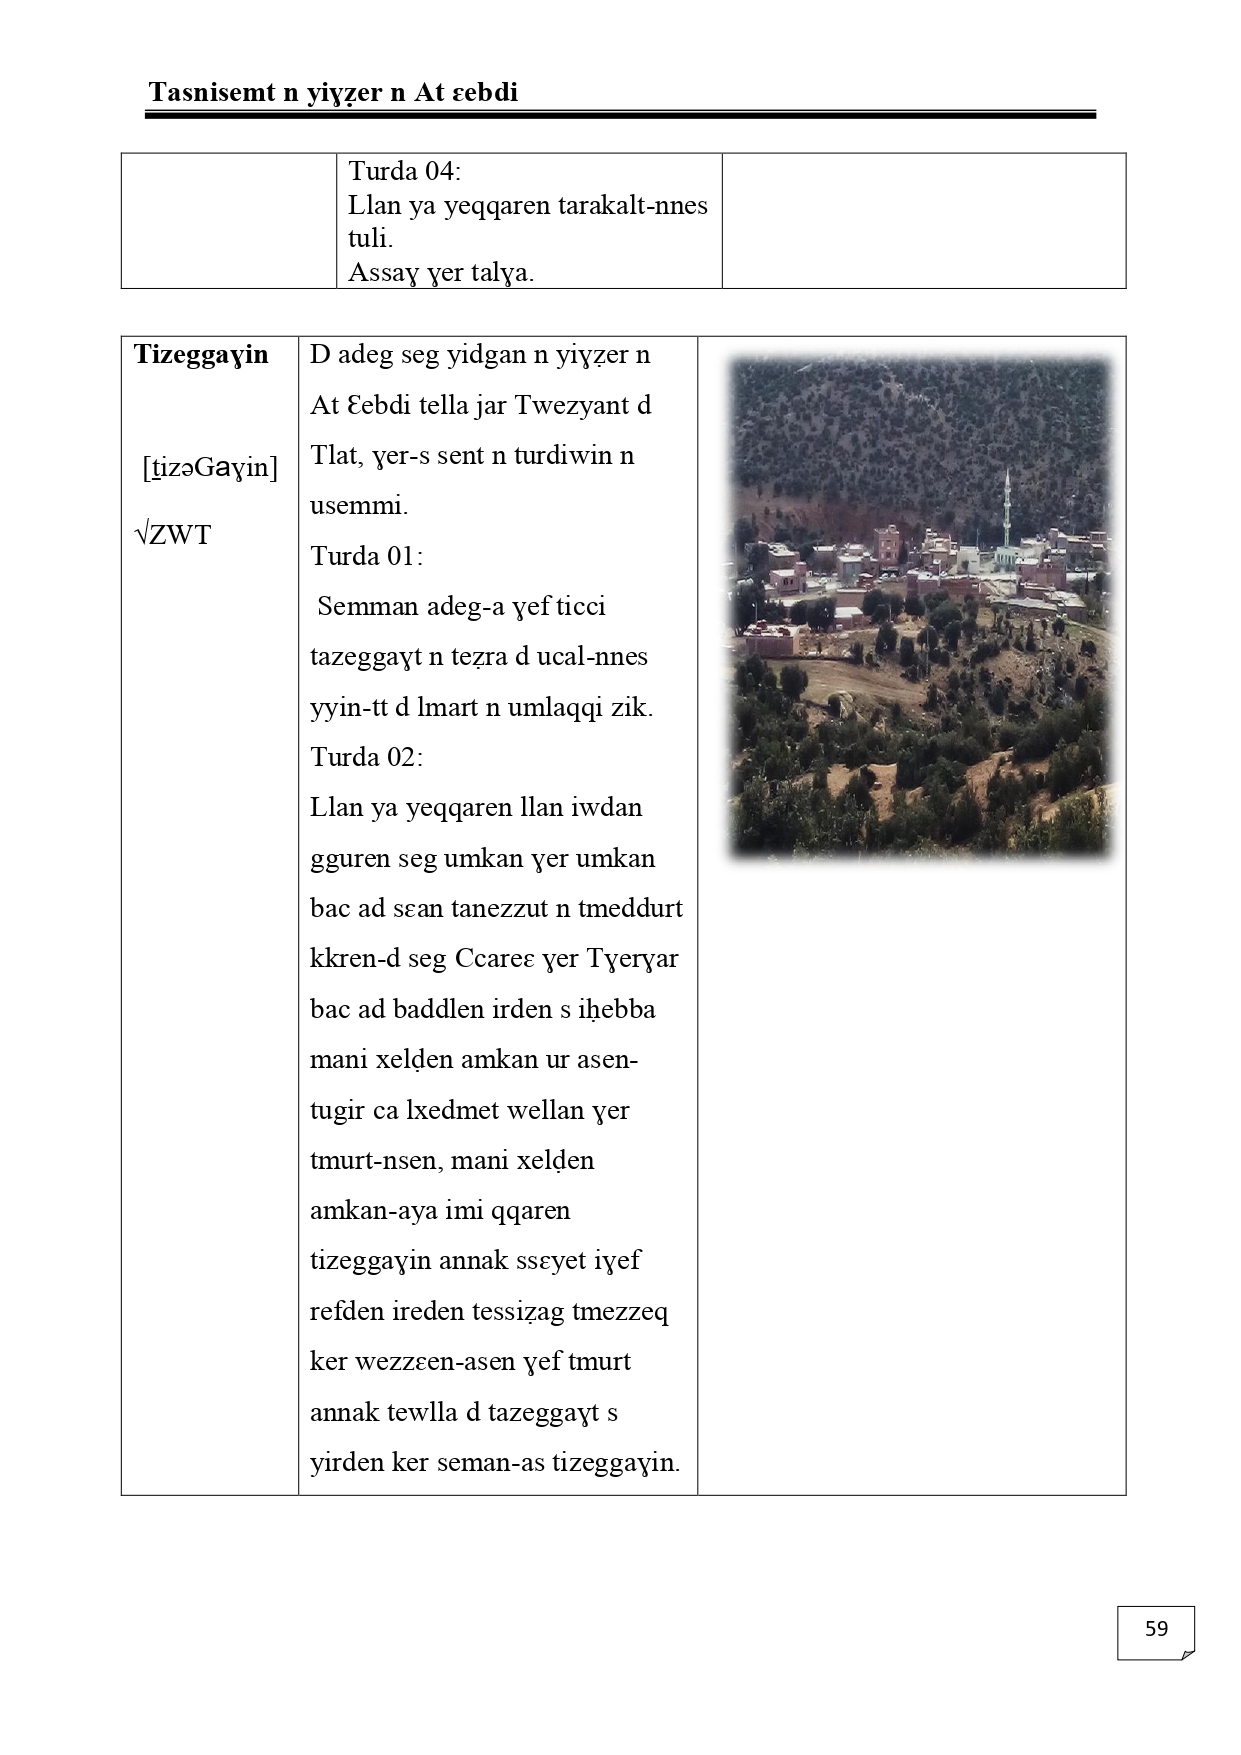 Tasnisemt n yiɣẓer n At ɛebdi
Turda 04:
Llan ya yeqqaren tarakalt-nnes
tuli.
Assaɣ ɣer talɣa.
Tizeggaɣin
[ṯizəGaɣin]
√ZWT
D adeg seg yidgan n yiɣẓer n
At Ɛebdi tella jar Twezyant d
Tlat, ɣer-s sent n turdiwin n
usemmi.
Turda 01:
Semman adeg-a ɣef ticci
tazeggaɣt n teẓra d ucal-nnes
yyin-tt d lmart n umlaqqi zik.
Turda 02:
Llan ya yeqqaren llan iwdan
gguren seg umkan ɣer umkan
bac ad sɛan tanezzut n tmeddurt
kkren-d seg Ccareɛ ɣer Tɣerɣar
bac ad baddlen irden s iḥebba
mani xelḍen amkan ur asen-
tugir ca lxedmet wellan ɣer
tmurt-nsen, mani xelḍen
amkan-aya imi qqaren
tizeggaɣin annak ssɛyet iɣef
refden ireden tessiẓag tmezzeq
ker wezzɛen-asen ɣef tmurt
annak tewlla d tazeggaɣt s
yirden ker seman-as tizeggaɣin.
59